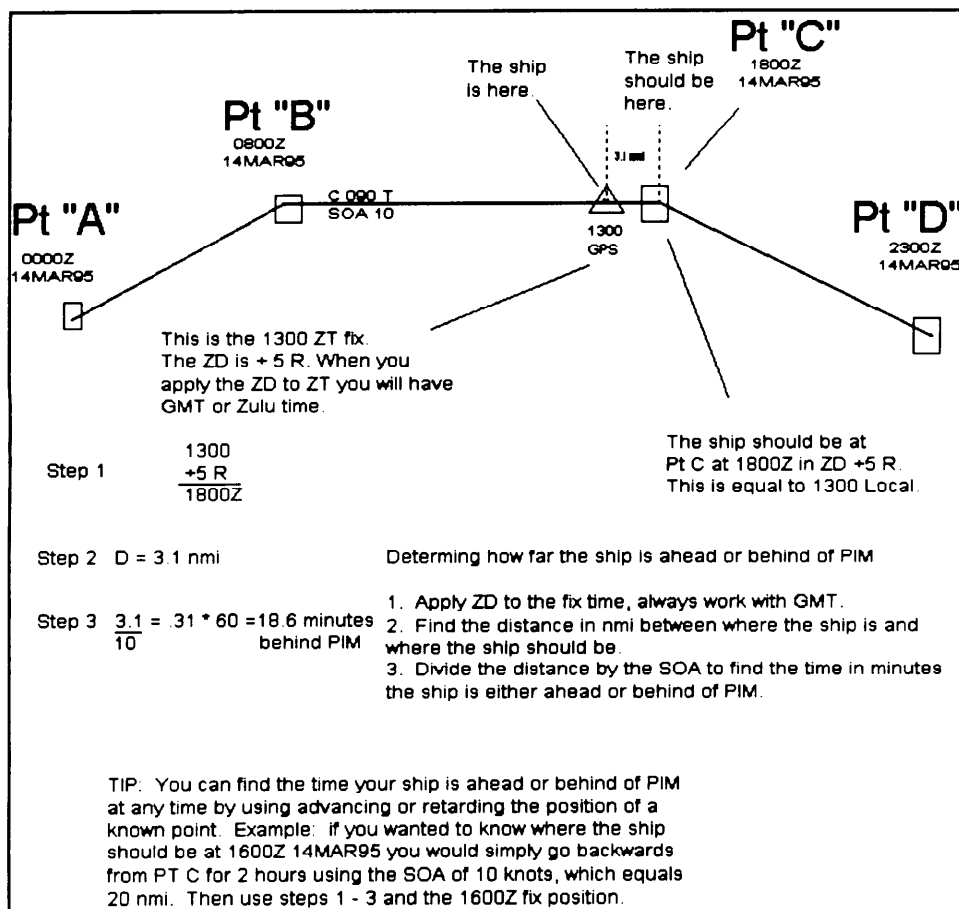 Pt "C"
1800Z
14MAR95
The ship
is here.
The ship
should be
here.
Pt "B"
0800Z
14MAR95
3.1 nmi
C 090 T
SOA 10
Pt "A"
0000Z
14MAR95
1300
GPS
Pt "D"
2300Z
14MAR95
This is the 1300 ZT fix.
The ZD is + 5 R. When you
apply the ZD to ZT you will have
GMT or Zulu time.
The ship should be at
Pt C at 1800Z in ZD +5 R.
This is equal to 1300 Local.
Step 1
1300
+5 R
1800Z
Step 2 D = 3.1 nmi
Step 3 3.1 = .31 * 60 =18.6 minutes
10 behind PIM
Determing how far the ship is ahead or behind of PIM
1. Apply ZD to the fix time, always work with GMT.
2. Find the distance in nmi between where the ship is and
where the ship should be.
3. Divide the distance by the SOA to find the time in minutes
the ship is either ahead or behind of PIM.
TIP: You can find the time your ship is ahead or behind of PIM
at any time by using advancing or retarding the position of a
known point. Example: if you wanted to know where the ship
should be at 1600Z 14MAR95 you would simply go backwards
from PT C for 2 hours using the SOA of 10 knots, which equals
20 nmi. Then use steps 1 - 3 and the 1600Z fix position.